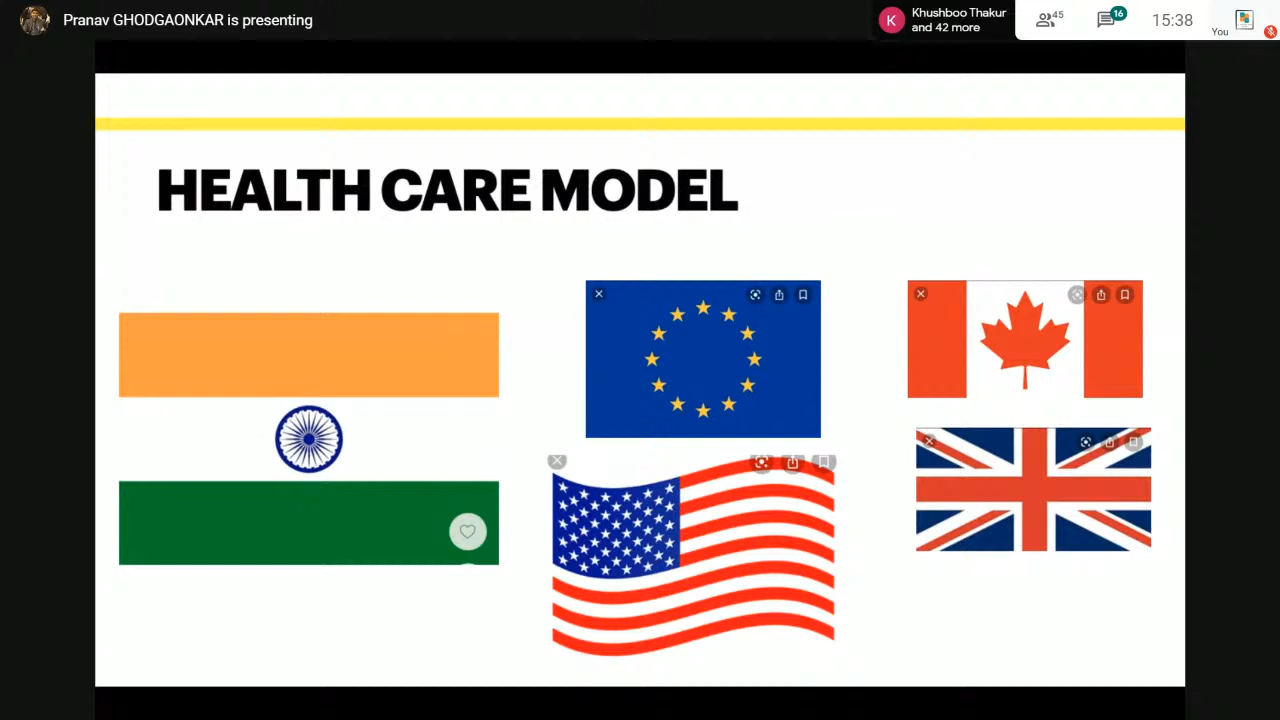 Pranav GHODGAONKAR is presenting
K
Khushboo Thakur
and 42 more
45
16
15:38
You
HEALTH CARE MODEL